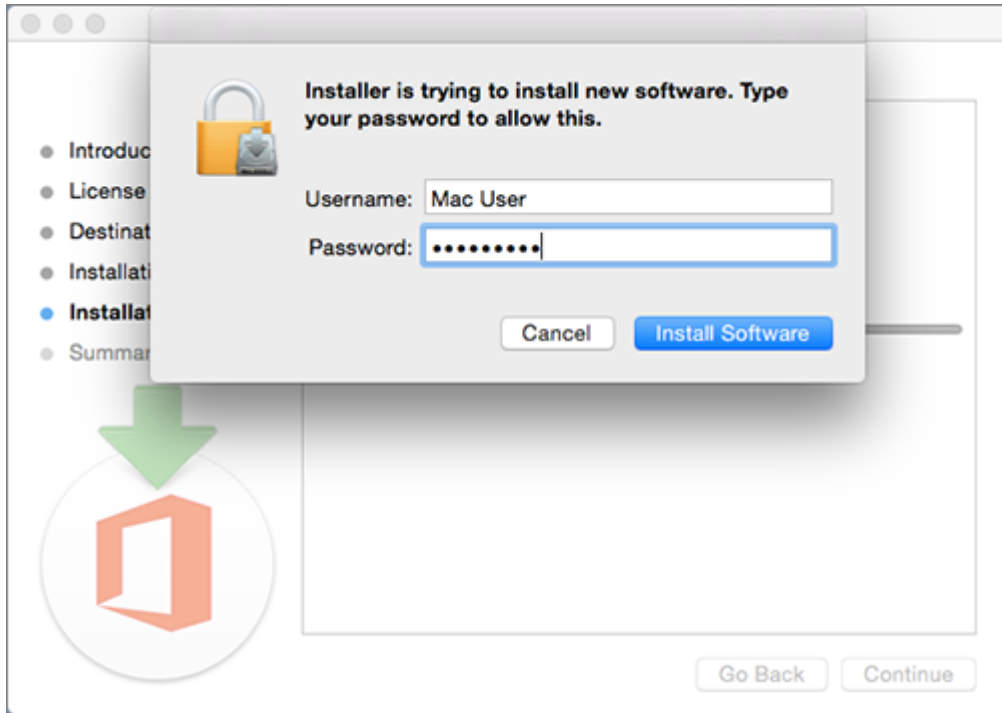 Installer is trying to install new software. Type
your password to allow this.
Username: Mac User
Password: •••••••••
Cancel Install Software
Introduc
License
Destinat
Installati
Installat
Summar
Go Back Continue